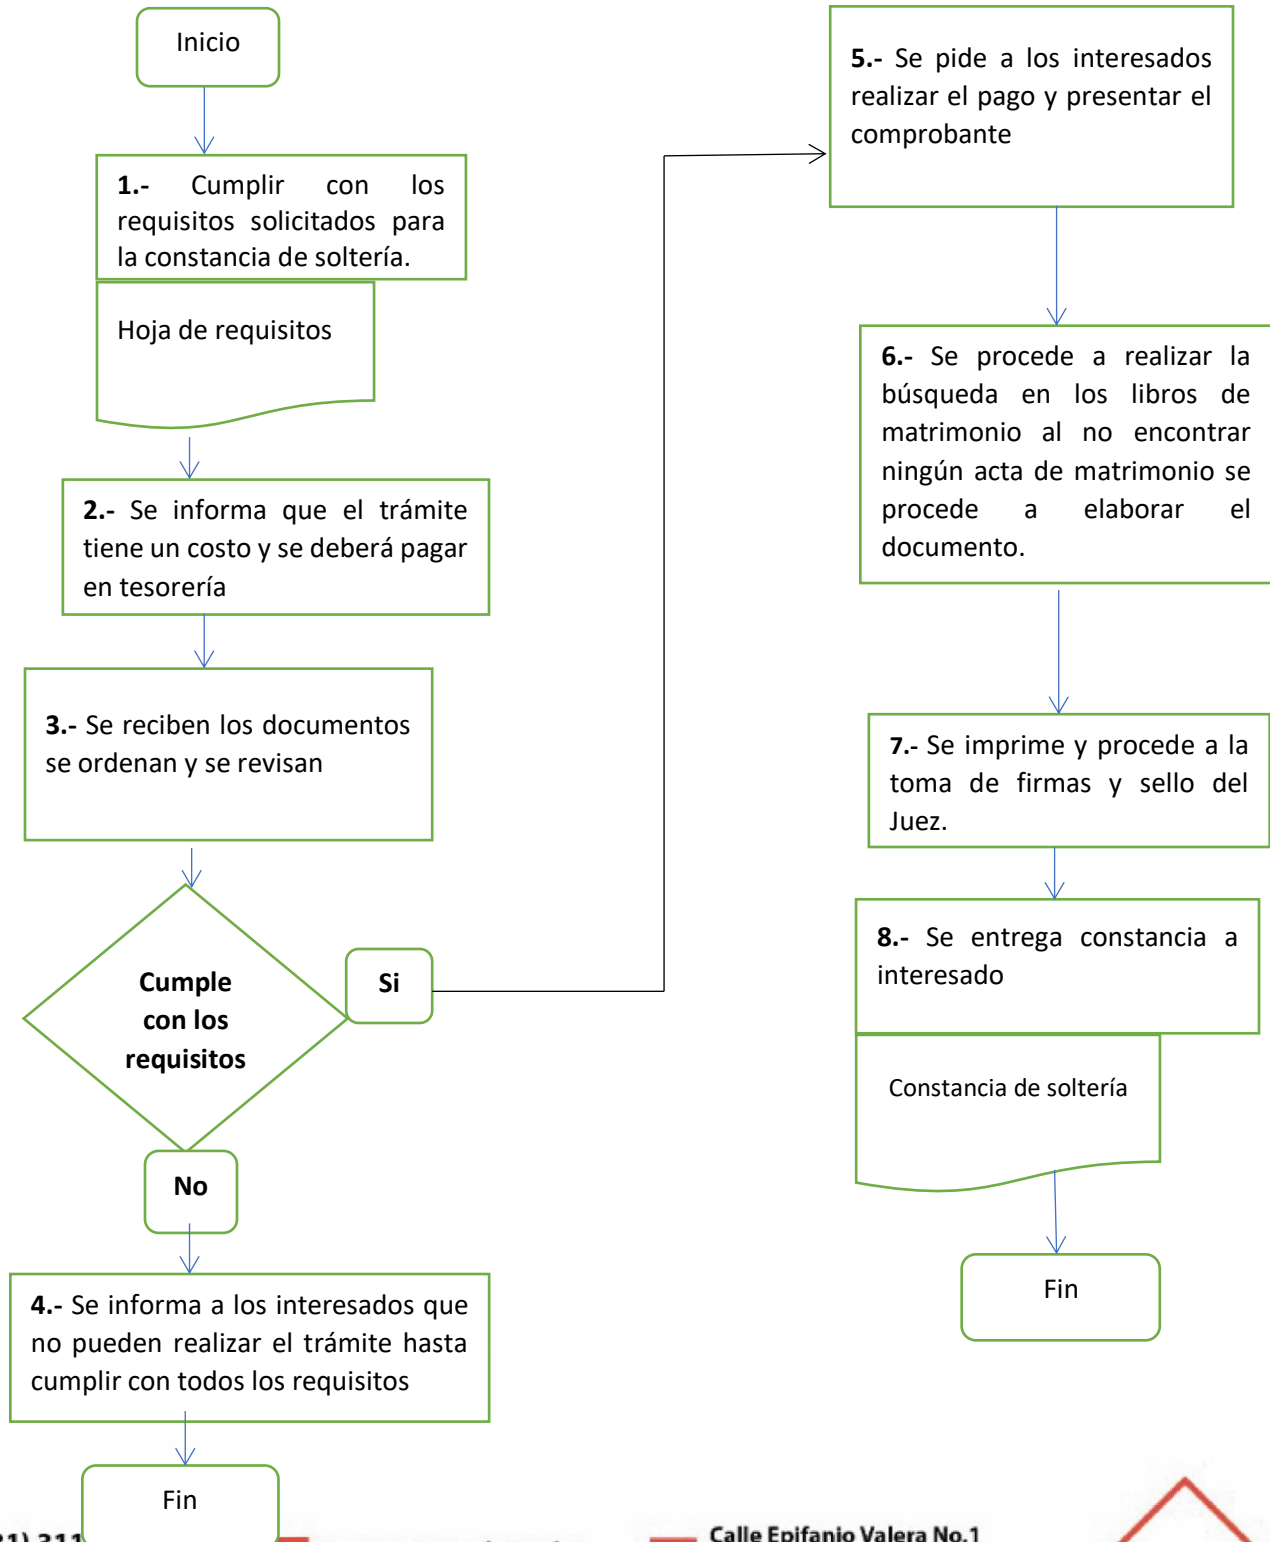 Inicio
1.- Cumplir con los
requisitos solicitados para
la constancia de soltería.
Hoja de requisitos
2.- Se informa que el trámite
tiene un costo y se deberá pagar
en tesorería
3.- Se reciben los documentos
se ordenan y se revisan
Cumple
con los
requisitos
Si
No
4.- Se informa a los interesados que
no pueden realizar el trámite hasta
cumplir con todos los requisitos
Fin
5.- Se pide a los interesados
realizar el pago y presentar el
comprobante
6.- Se procede a realizar la
búsqueda en los libros de
matrimonio al no encontrar
ningún acta de matrimonio se
procede a elaborar el
documento.
7.- Se imprime y procede a la
toma de firmas y sello del
Juez.
8.- Se entrega constancia a
interesado
Constancia de soltería
Fin
Calle Epifanio Valera No.1